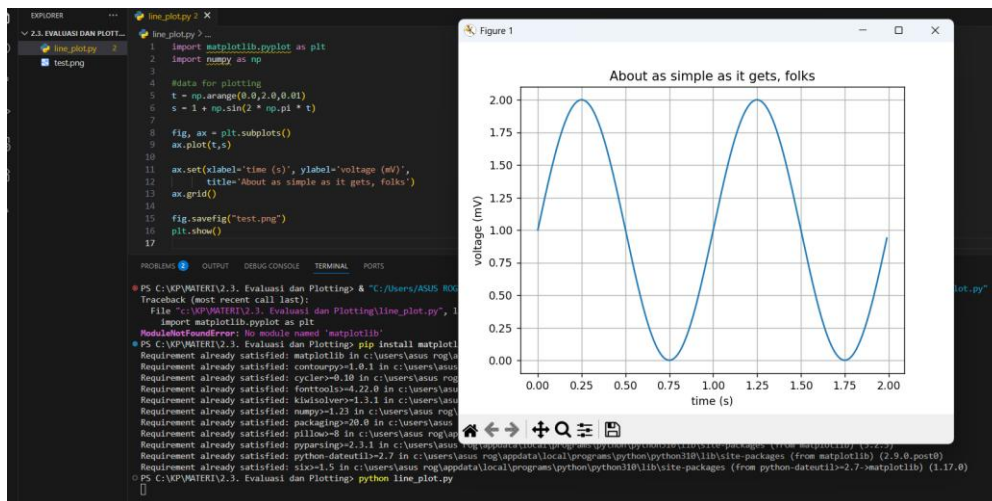 EXPLORER
2.3. EVALUASI DAN PLOTT...
line_plot.py 2
test.png
line_plot.py 2 X
line_plot.py > ...
1 import matplotlib.pyplot as plt
2 import numpy as np
3
4 #data for plotting
5 t = np.arange(0.0,2.0,0.01)
6 s = 1 + np.sin(2 * np.pi * t)
7
8 fig, ax = plt.subplots()
9 ax.plot(t,s)
10
11 ax.set(xlabel='time (s)', ylabel='voltage (mV)',
12 title='About as simple as it gets, folks')
13 ax.grid()
14
15 fig.savefig("test.png")
16 plt.show()
17
PROBLEMS 2 OUTPUT DEBUG CONSOLE TERMINAL PORTS
PS C:\KP\MATERI\2.3. Evaluasi dan Plotting> & "C:/Users/ASUS ROG
lot.py"
Traceback (most recent call last):
File "c:\KP\MATERI\2.3. Evaluasi dan Plotting\line_plot.py", l
import matplotlib.pyplot as plt
ModuleNotFoundError: No module named 'matplotlib'
PS C:\KP\MATERI\2.3. Evaluasi dan Plotting> pip install matplotl
Requirement already satisfied: matplotlib in c:\users\asus rog\a
Requirement already satisfied: contourpy>=1.0.1 in c:\users\asus
Requirement already satisfied: cycler>=0.10 in c:\users\asus rog
Requirement already satisfied: fonttools>=4.22.0 in c:\users\asu
Requirement already satisfied: kiwisolver>=1.3.1 in c:\users\asu
Requirement already satisfied: numpy>=1.23 in c:\users\asus rog\
Requirement already satisfied: packaging>=20.0 in c:\users\asus
Requirement already satisfied: pillow>=8 in c:\users\asus rog\ap
Requirement already satisfied: pyparsing>=2.3.1 in c:\users\asus rog\appdata\local\programs\python\python310\lib\site-packages (from matplotlib) (3.2.3)
Requirement already satisfied: python-dateutil>=2.7 in c:\users\asus rog\appdata\local\programs\python\python310\lib\site-packages (from matplotlib) (2.9.0.post0)
Requirement already satisfied: six>=1.5 in c:\users\asus rog\appdata\local\programs\python\python310\lib\site-packages (from python-dateutil>=2.7->matplotlib) (1.17.0)
PS C:\KP\MATERI\2.3. Evaluasi dan Plotting> python line_plot.py
Figure 1
About as simple as it gets, folks
2.00
1.75
1.50
1.25
1.00
0.75
0.50
0.25
0.00
voltage (mV)
0.00 0.25 0.50 0.75 1.00 1.25 1.50 1.75 2.00
time (s)